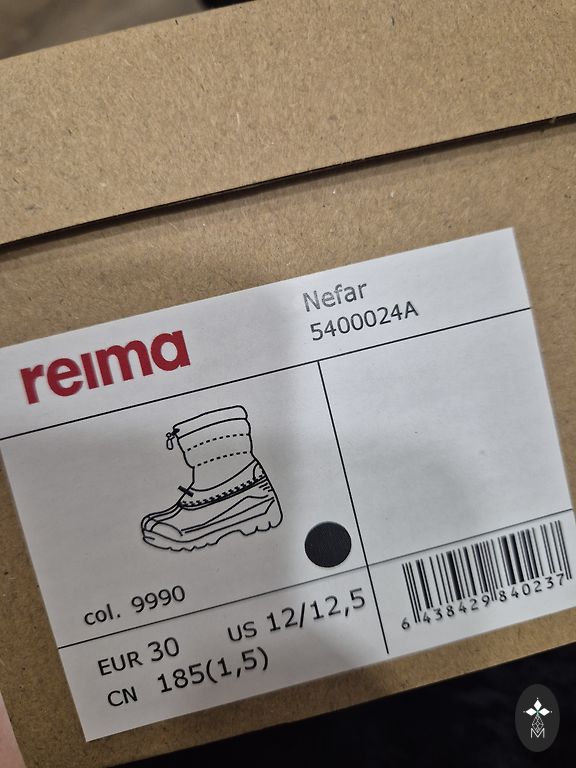 reima
Nefar
5400024A
col. 9990
EUR 30
US 12/12,5
CN 185(1,5)
6 438429 840237
M